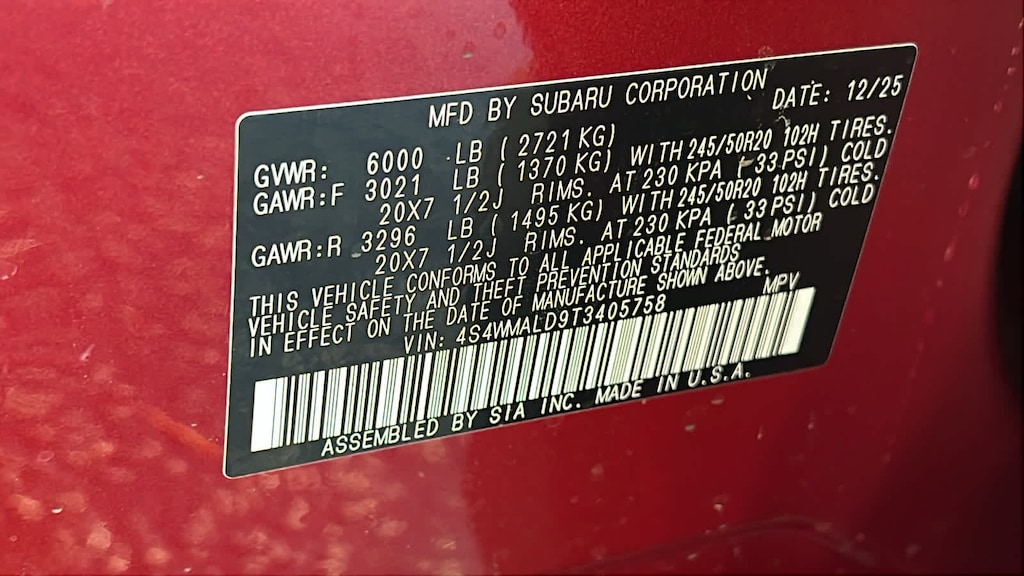 MFD BY SUBARU CORPORATION
DATE: 12/25
GVWR: 6000 LB ( 2721 KG)
GAWR:F 3021 LB ( 1370 KG) WITH 245/50R20 102H TIRES.
20X7 1/2J RIMS. AT 230 KPA ( 33 PSI) COLD
GAWR:R 3296 LB ( 1495 KG) WITH 245/50R20 102H TIRES.
20X7 1/2J RIMS. AT 230 KPA ( 33 PSI) COLD
THIS VEHICLE CONFORMS TO ALL APPLICABLE FEDERAL MOTOR
VEHICLE SAFETY AND THEFT PREVENTION STANDARDS
IN EFFECT ON THE DATE OF MANUFACTURE SHOWN ABOVE.
VIN: 4S4WMALD9T3405758 MPV
ASSEMBLED BY SIA INC. MADE IN U.S.A.